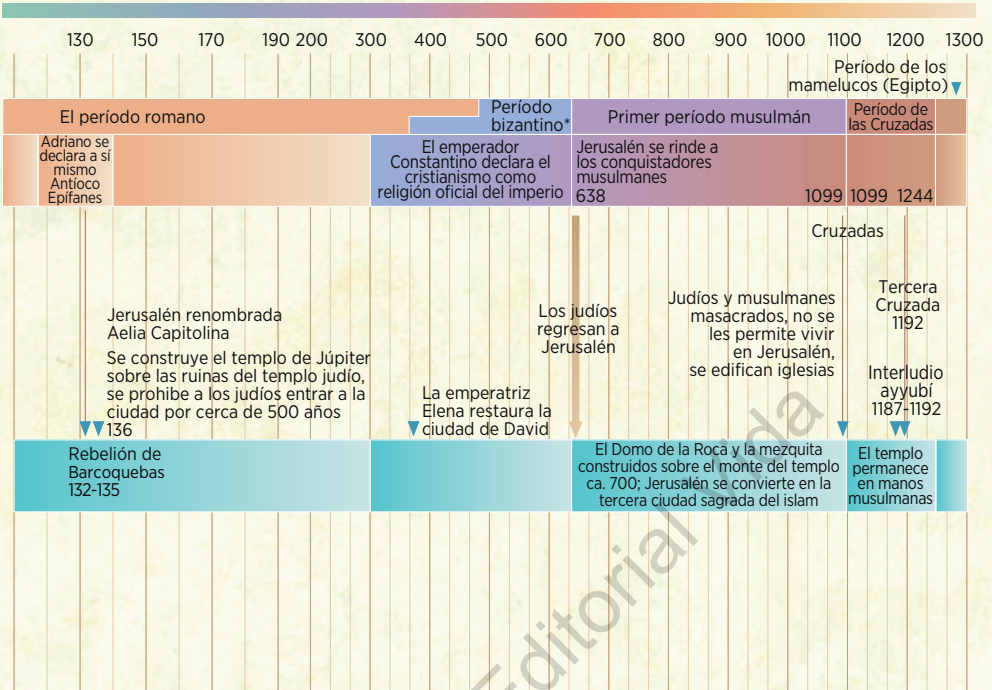 130 150 170 190 200 300 400 500 600 700 800 900 1000 1100 1200 1300
Período de los
mamelucos (Egipto)
El período romano
Período
bizantino*
Primer período musulmán
Período de
las Cruzadas
Adriano se
declara a sí
mismo
Antíoco
Epífanes
El emperador
Constantino declara el
cristianismo como
religión oficial del imperio
Jerusalén se rinde a
los conquistadores
musulmanes
638 1099
1099 1244
Cruzadas
Jerusalén renombrada
Aelia Capitolina
Se construye el templo de Júpiter
sobre las ruinas del templo judío,
se prohibe a los judíos entrar a la
ciudad por cerca de 500 años
136
La emperatriz
Elena restaura la
ciudad de David
Los judíos
regresan a
Jerusalén
Judíos y musulmanes
masacrados, no se
les permite vivir
en Jerusalén,
se edifican iglesias
Tercera
Cruzada
1192
Interludio
ayyubí
1187-1192
Rebelión de
Barcoquebas
132-135
El Domo de la Roca y la mezquita
construidos sobre el monte del templo
ca. 700; Jerusalén se convierte en la
tercera ciudad sagrada del islam
El templo
permanece
en manos
musulmanas
Editorial Vida